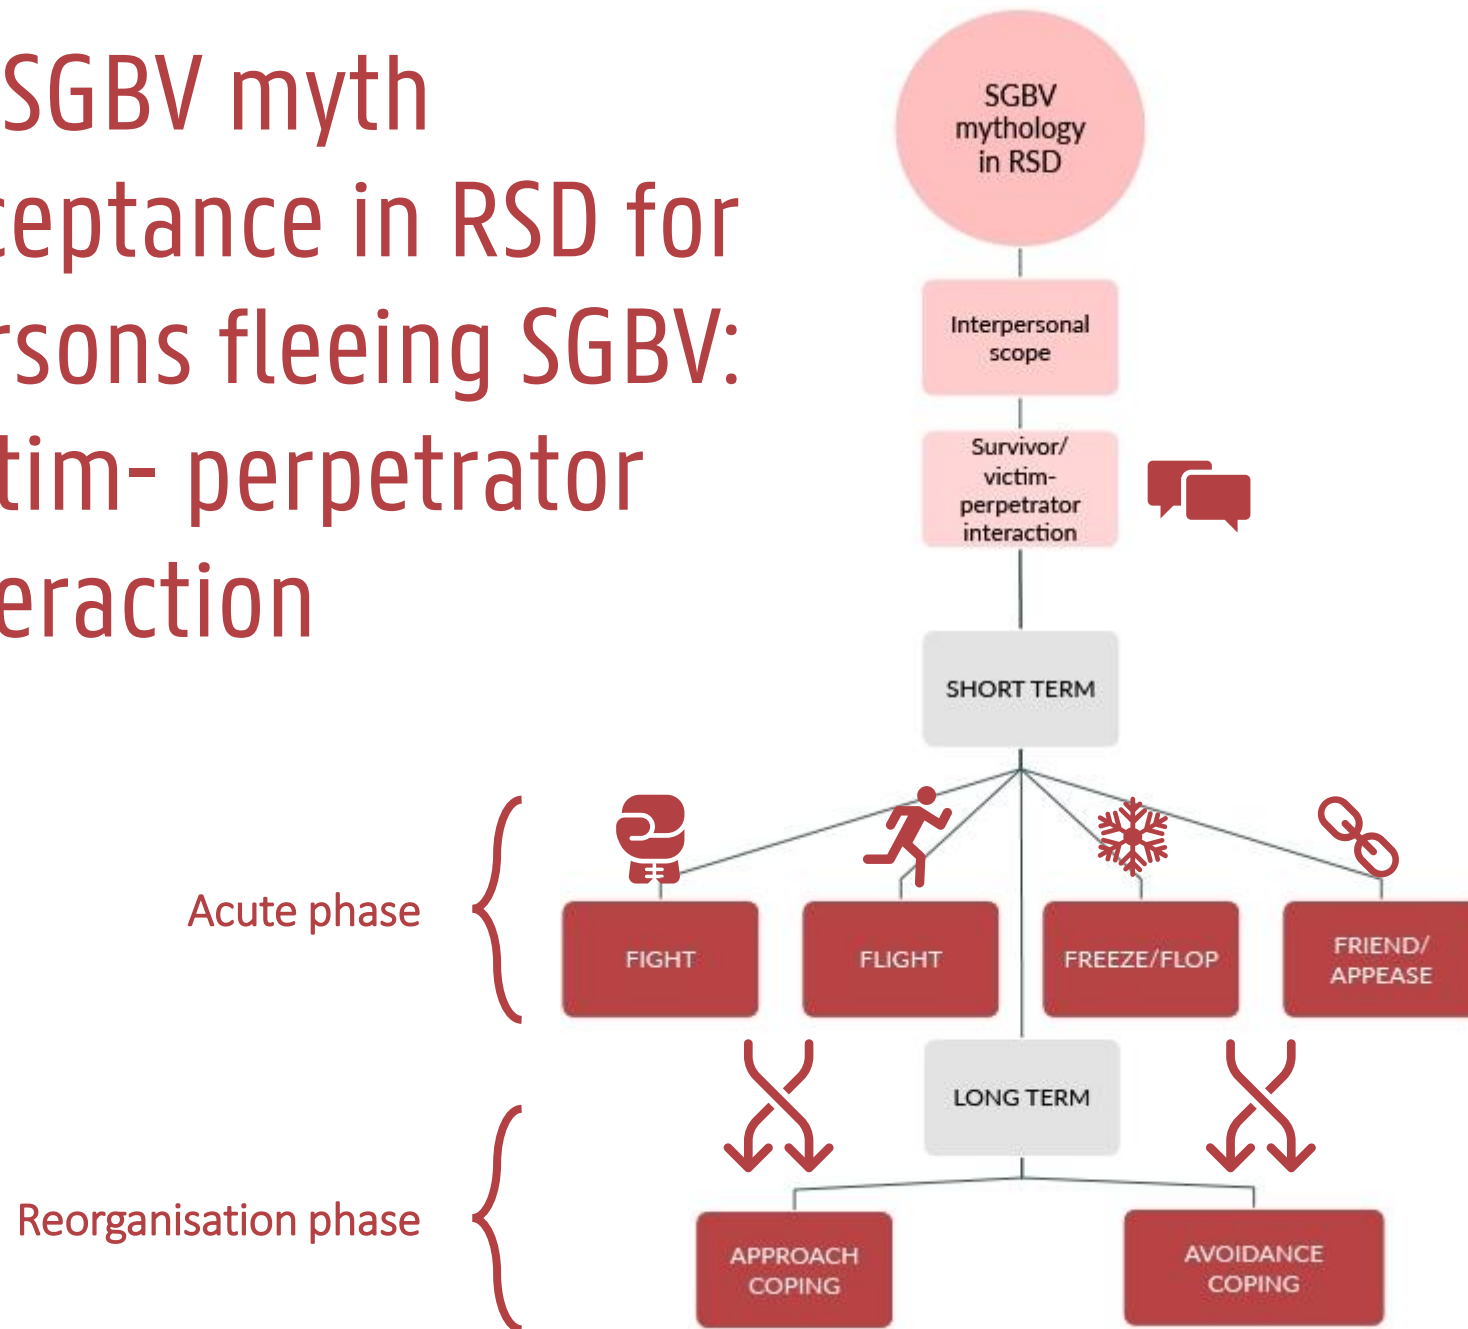 SGBV myth
ceptance in RSD for
rsons fleeing SGBV:
tim- perpetrator
eraction
SGBV
mythology
in RSD
Interpersonal
scope
Survivor/
victim-
perpetrator
interaction
SHORT TERM
Acute phase
FIGHT
FLIGHT
FREEZE/FLOP
FRIEND/
APPEASE
LONG TERM
Reorganisation phase
APPROACH
COPING
AVOIDANCE
COPING